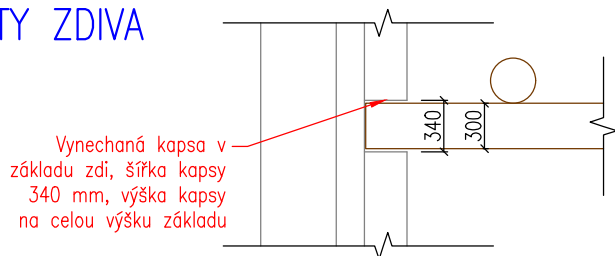 TY ZDIVA
Vynechaná kapsa v
základu zdi, šířka kapsy
340 mm, výška kapsy
na celou výšku základu
340
300